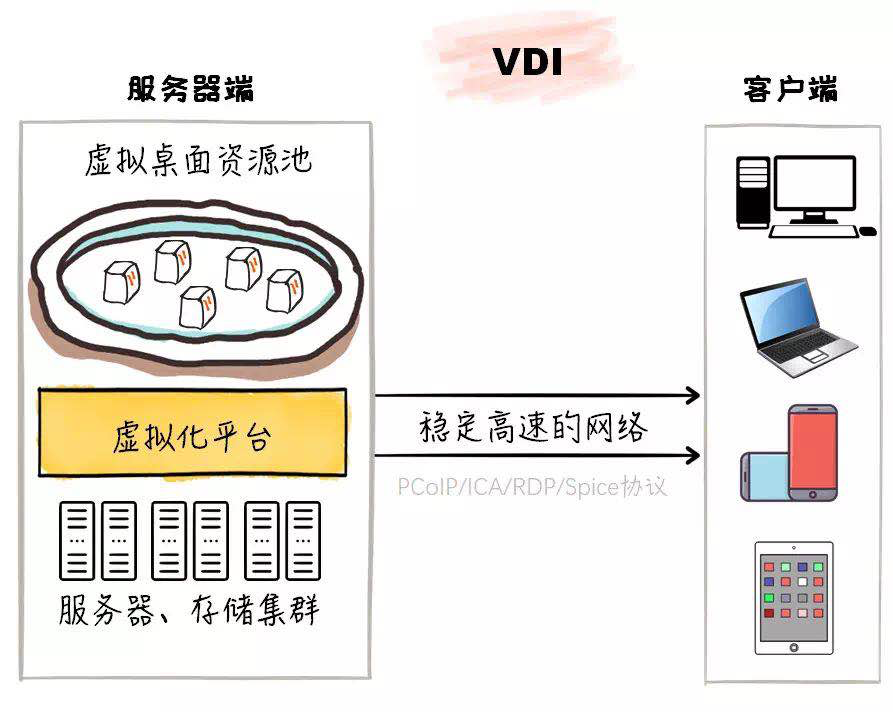 VDI
服务器端
客户端
虚拟桌面资源池
虚拟化平台
稳定高速的网络
PCoIP/ICA/RDP/Spice协议
服务器、存储集群